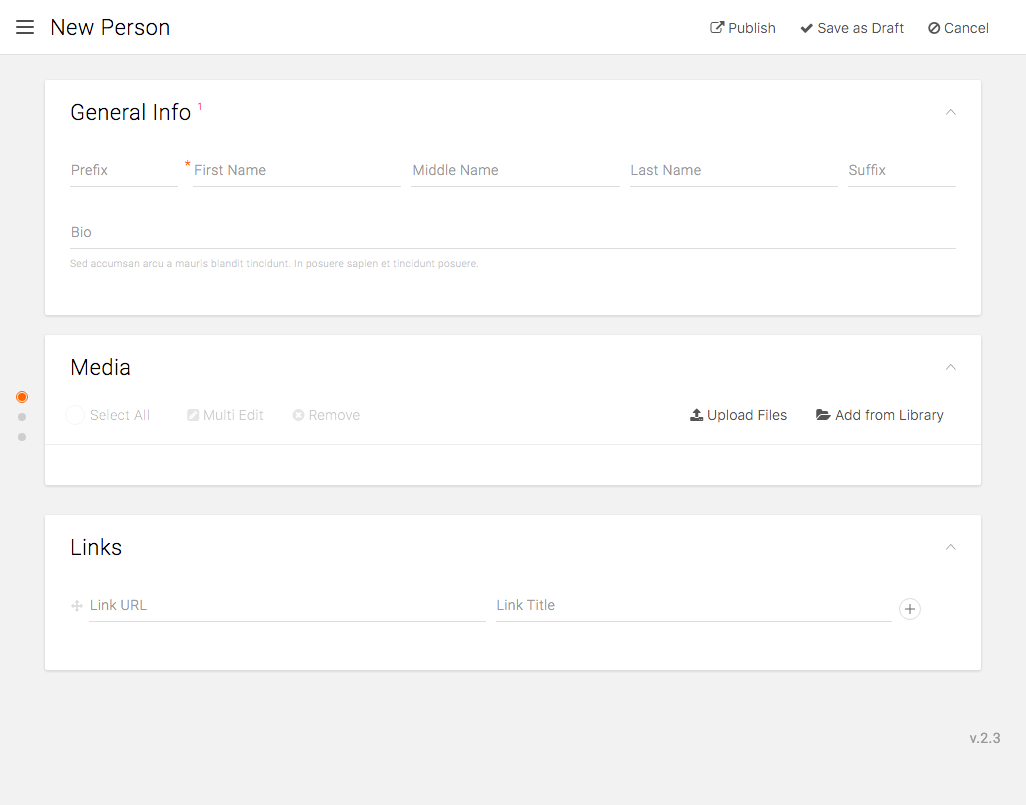 New Person
Publish Save as Draft Cancel
General Info 1
Prefix * First Name Middle Name Last Name Suffix
Bio
Sed accumsan arcu a mauris blandit tincidunt. In posuere sapien et tincidunt posuere.
Media
Select All Multi Edit Remove Upload Files Add from Library
Links
Link URL Link Title
v.2.3